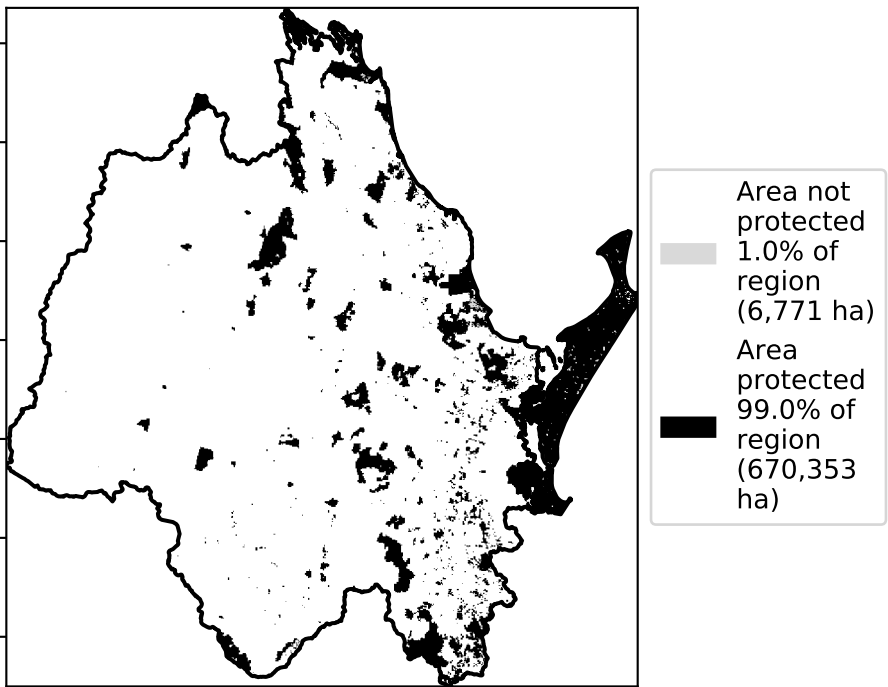 Area not
protected
1.0% of
region
(6,771 ha)
Area
protected
99.0% of
region
(670,353
ha)